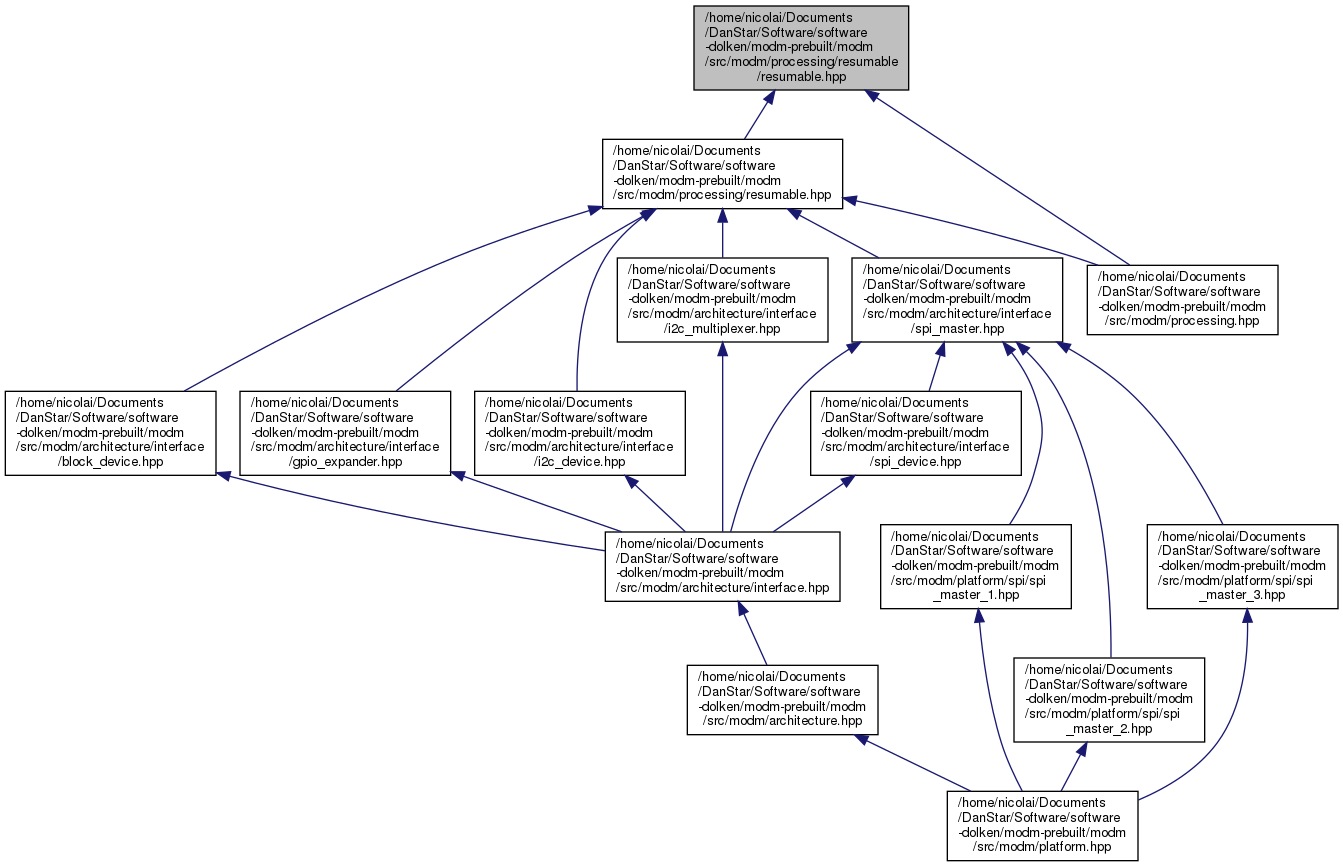 /home/nicolai/Documents
/DanStar/Software/software
-dolken/modm-prebuilt/modm
/src/modm/processing/resumable
/resumable.hpp
/home/nicolai/Documents
/DanStar/Software/software
-dolken/modm-prebuilt/modm
/src/modm/processing/resumable.hpp
/home/nicolai/Documents
/DanStar/Software/software
-dolken/modm-prebuilt/modm
/src/modm/architecture/interface
/i2c_multiplexer.hpp
/home/nicolai/Documents
/DanStar/Software/software
-dolken/modm-prebuilt/modm
/src/modm/architecture/interface
/spi_master.hpp
/home/nicolai/Documents
/DanStar/Software/software
-dolken/modm-prebuilt/modm
/src/modm/processing.hpp
/home/nicolai/Documents
/DanStar/Software/software
-dolken/modm-prebuilt/modm
/src/modm/architecture/interface
/block_device.hpp
/home/nicolai/Documents
/DanStar/Software/software
-dolken/modm-prebuilt/modm
/src/modm/architecture/interface
/gpio_expander.hpp
/home/nicolai/Documents
/DanStar/Software/software
-dolken/modm-prebuilt/modm
/src/modm/architecture/interface
/i2c_device.hpp
/home/nicolai/Documents
/DanStar/Software/software
-dolken/modm-prebuilt/modm
/src/modm/architecture/interface
/spi_device.hpp
/home/nicolai/Documents
/DanStar/Software/software
-dolken/modm-prebuilt/modm
/src/modm/architecture/interface.hpp
/home/nicolai/Documents
/DanStar/Software/software
-dolken/modm-prebuilt/modm
/src/modm/platform/spi/spi
_master_1.hpp
/home/nicolai/Documents
/DanStar/Software/software
-dolken/modm-prebuilt/modm
/src/modm/platform/spi/spi
_master_3.hpp
/home/nicolai/Documents
/DanStar/Software/software
-dolken/modm-prebuilt/modm
/src/modm/platform/spi/spi
_master_2.hpp
/home/nicolai/Documents
/DanStar/Software/software
-dolken/modm-prebuilt/modm
/src/modm/architecture.hpp
/home/nicolai/Documents
/DanStar/Software/software
-dolken/modm-prebuilt/modm
/src/modm/platform.hpp